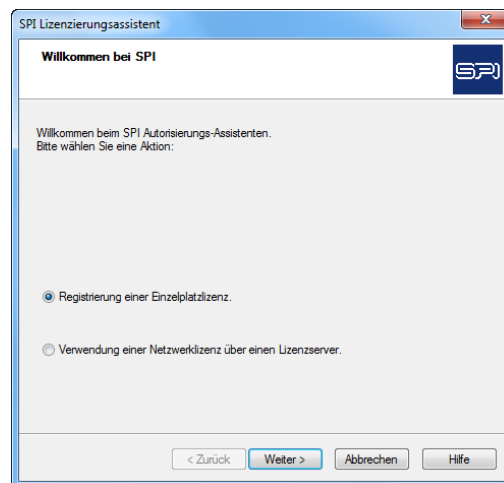 SPI Lizenzierungsassistent
Willkommen bei SPI
SPI
Willkommen beim SPI Autorisierungs-Assistenten.
Bitte wählen Sie eine Aktion:
Registrierung einer Einzelplatzlizenz.
Verwendung einer Netzwerklizenz über einen Lizenzserver.
< Zurück Weiter > Abbrechen Hilfe